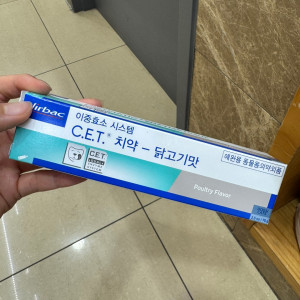 Virbac
이중효소 시스템
C.E.T.® 치약 – 닭고기맛
애완용 동물용의약외품
C.E.T.
Poultry Flavor